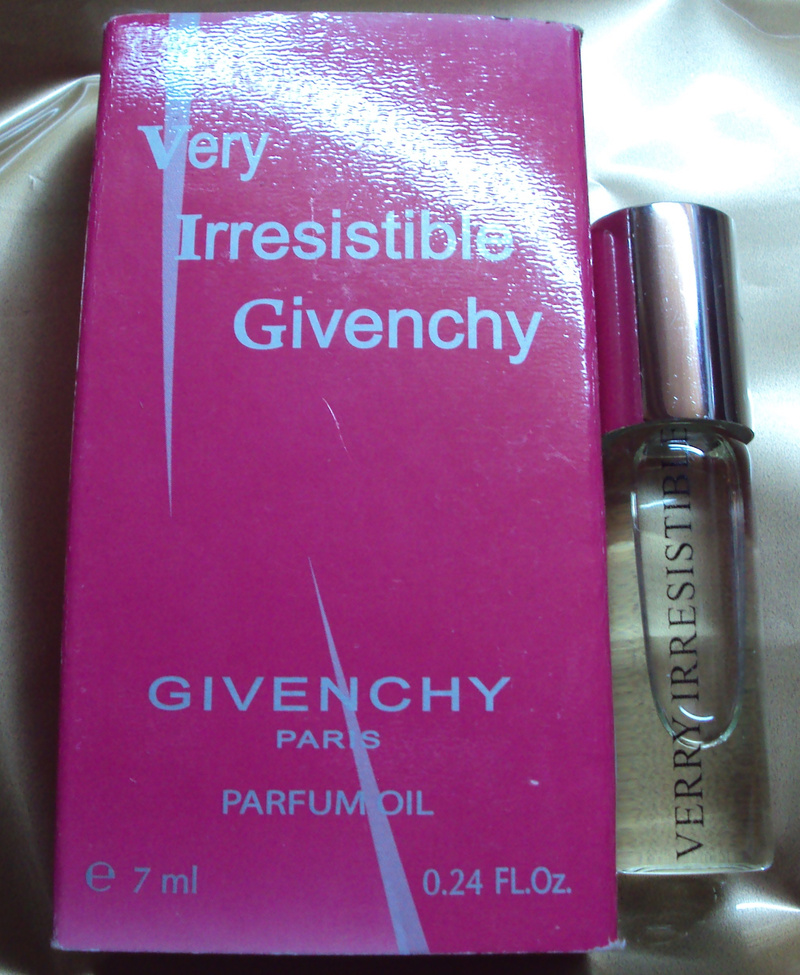 Very
Irresistible
Givenchy
GIVENCHY
PARIS
PARFUM OIL
e 7 ml
0.24 FL.Oz.
VERRY IRRESISTIBLE